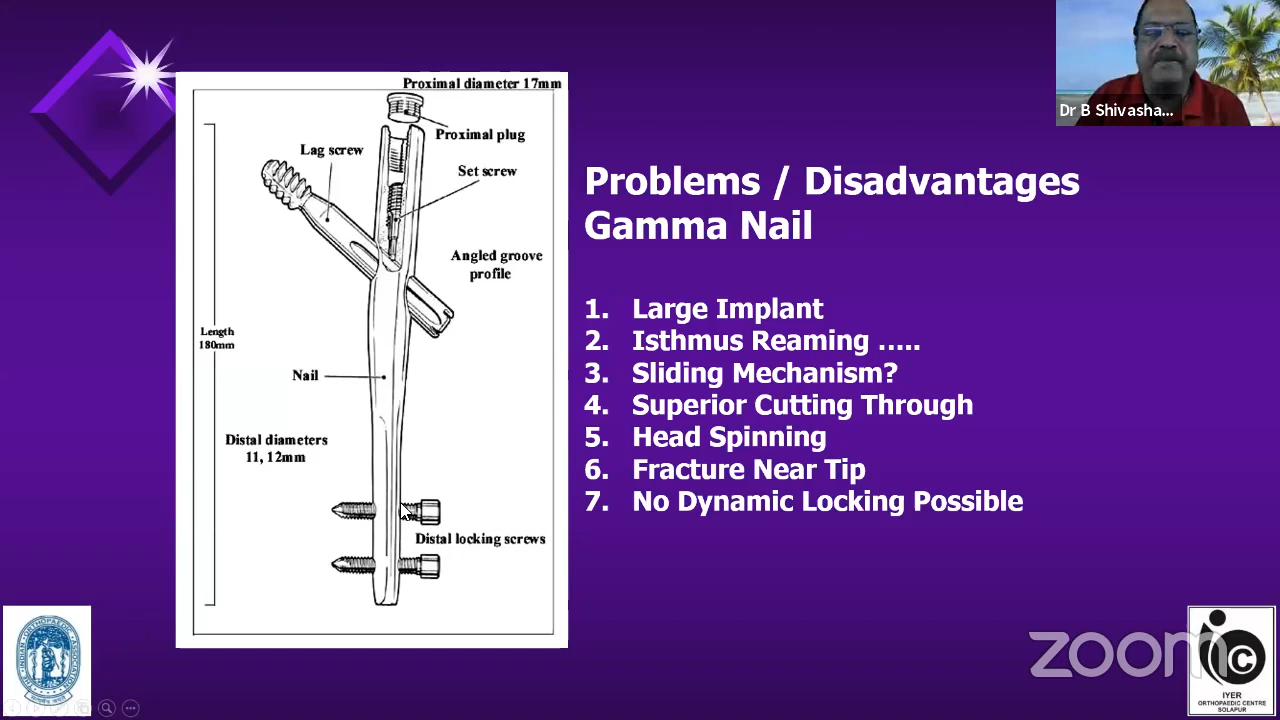 Proximal diameter 17mm
Proximal plug
Lag screw
Set screw
Angled groove
profile
Length
180mm
Nail
Distal diameters
11, 12mm
Distal locking screws
Problems / Disadvantages
Gamma Nail
1. Large Implant
2. Isthmus Reaming .....
3. Sliding Mechanism?
4. Superior Cutting Through
5. Head Spinning
6. Fracture Near Tip
7. No Dynamic Locking Possible
Dr B Shivasha...
zoom
IYER
ORTHOPAEDIC CENTRE
SOLAPUR
INDIAN ORTHOPAEDIC ASSOCIATION